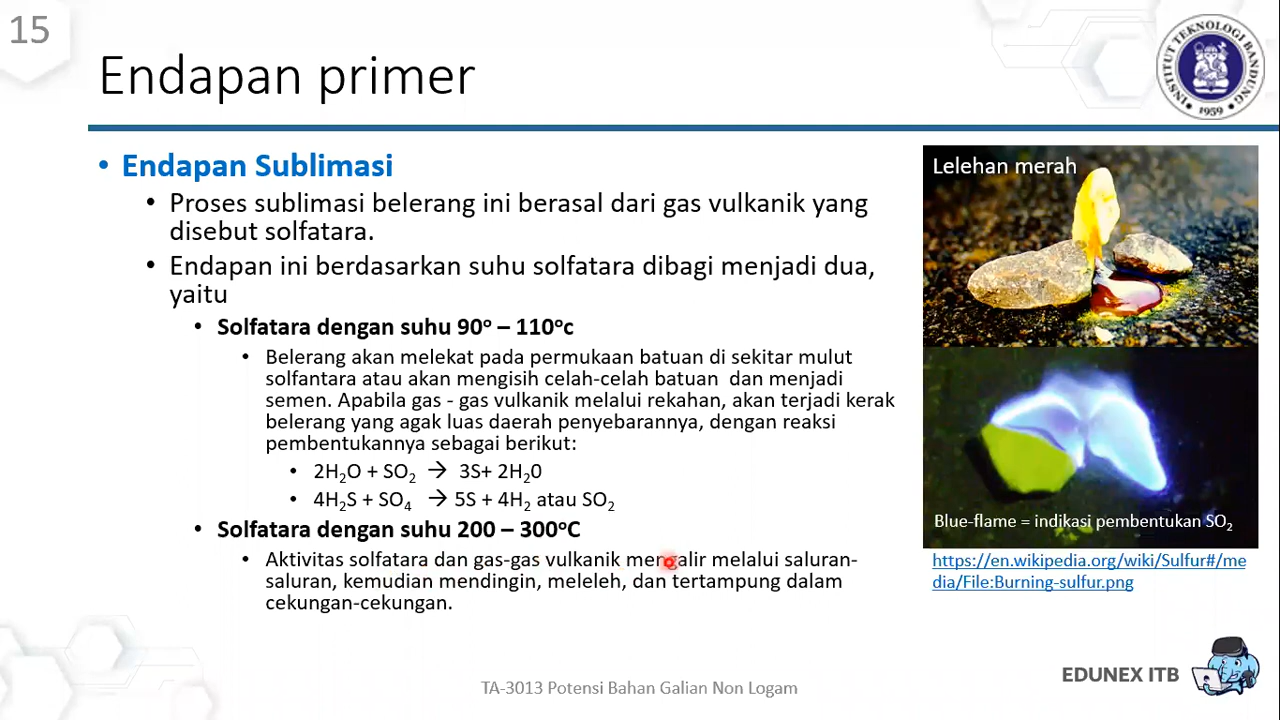 15
Endapan primer
INSTITUT TEKNOLOGI BANDUNG
1959
• Endapan Sublimasi
• Proses sublimasi belerang ini berasal dari gas vulkanik yang
disebut solfatara.
• Endapan ini berdasarkan suhu solfatara dibagi menjadi dua,
yaitu
• Solfatara dengan suhu 90° – 110°c
• Belerang akan melekat pada permukaan batuan di sekitar mulut
solfantara atau akan mengisih celah-celah batuan dan menjadi
semen. Apabila gas - gas vulkanik melalui rekahan, akan terjadi kerak
belerang yang agak luas daerah penyebarannya, dengan reaksi
pembentukannya sebagai berikut:
• 2H₂O + SO₂ → 3S+ 2H₂0
• 4H₂S + SO₄ → 5S + 4H₂ atau SO₂
• Solfatara dengan suhu 200 – 300°C
• Aktivitas solfatara dan gas-gas vulkanik mengalir melalui saluran-
saluran, kemudian mendingin, meleleh, dan tertampung dalam
cekungan-cekungan.
Lelehan merah
Blue-flame = indikasi pembentukan SO₂
https://en.wikipedia.org/wiki/Sulfur#/me
dia/File:Burning-sulfur.png
TA-3013 Potensi Bahan Galian Non Logam
EDUNEX ITB